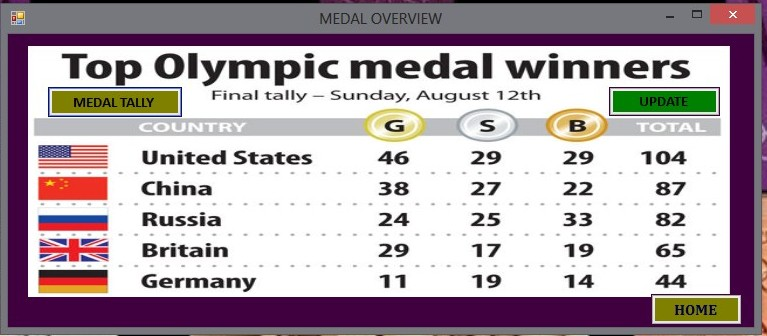 MEDAL OVERVIEW
Top Olympic medal winners
MEDAL TALLY
Final tally – Sunday, August 12th
UPDATE
COUNTRY G S B TOTAL
United States 46 29 29 104
China 38 27 22 87
Russia 24 25 33 82
Britain 29 17 19 65
Germany 11 19 14 44
HOME